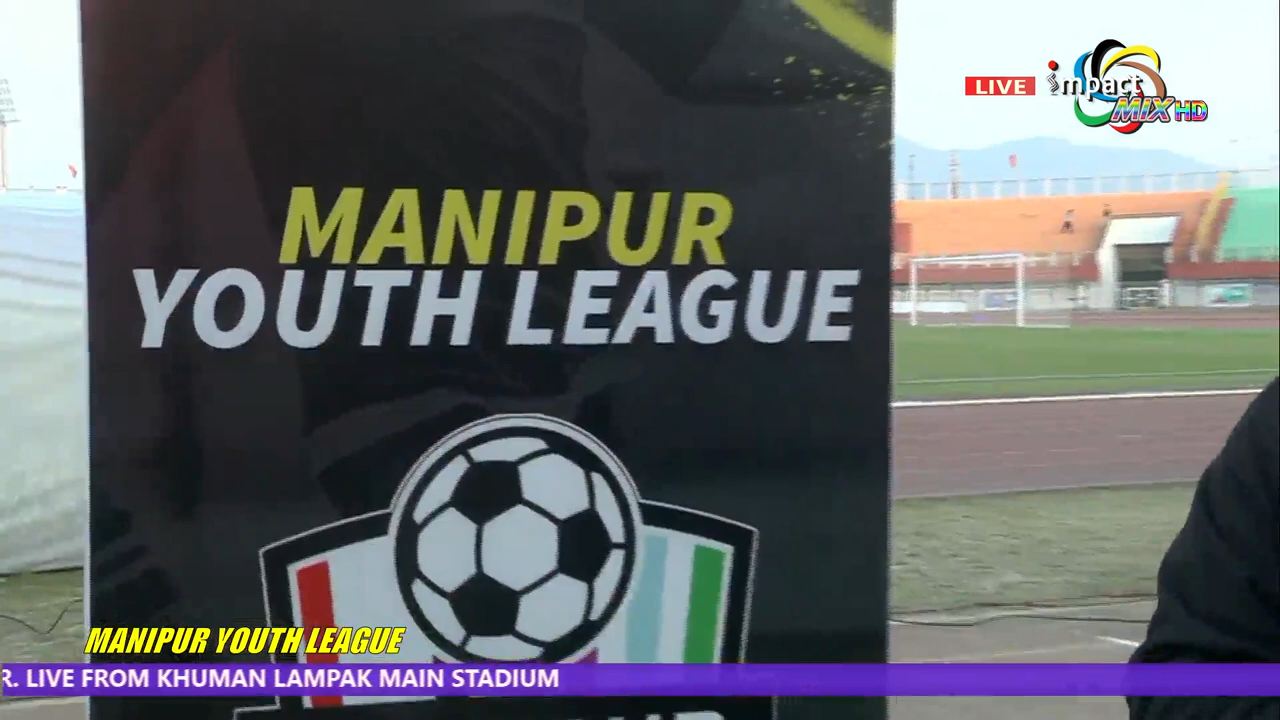 LIVE
impact
MIX HD
MANIPUR
YOUTH LEAGUE
MANIPUR YOUTH LEAGUE
R. LIVE FROM KHUMAN LAMPAK MAIN STADIUM